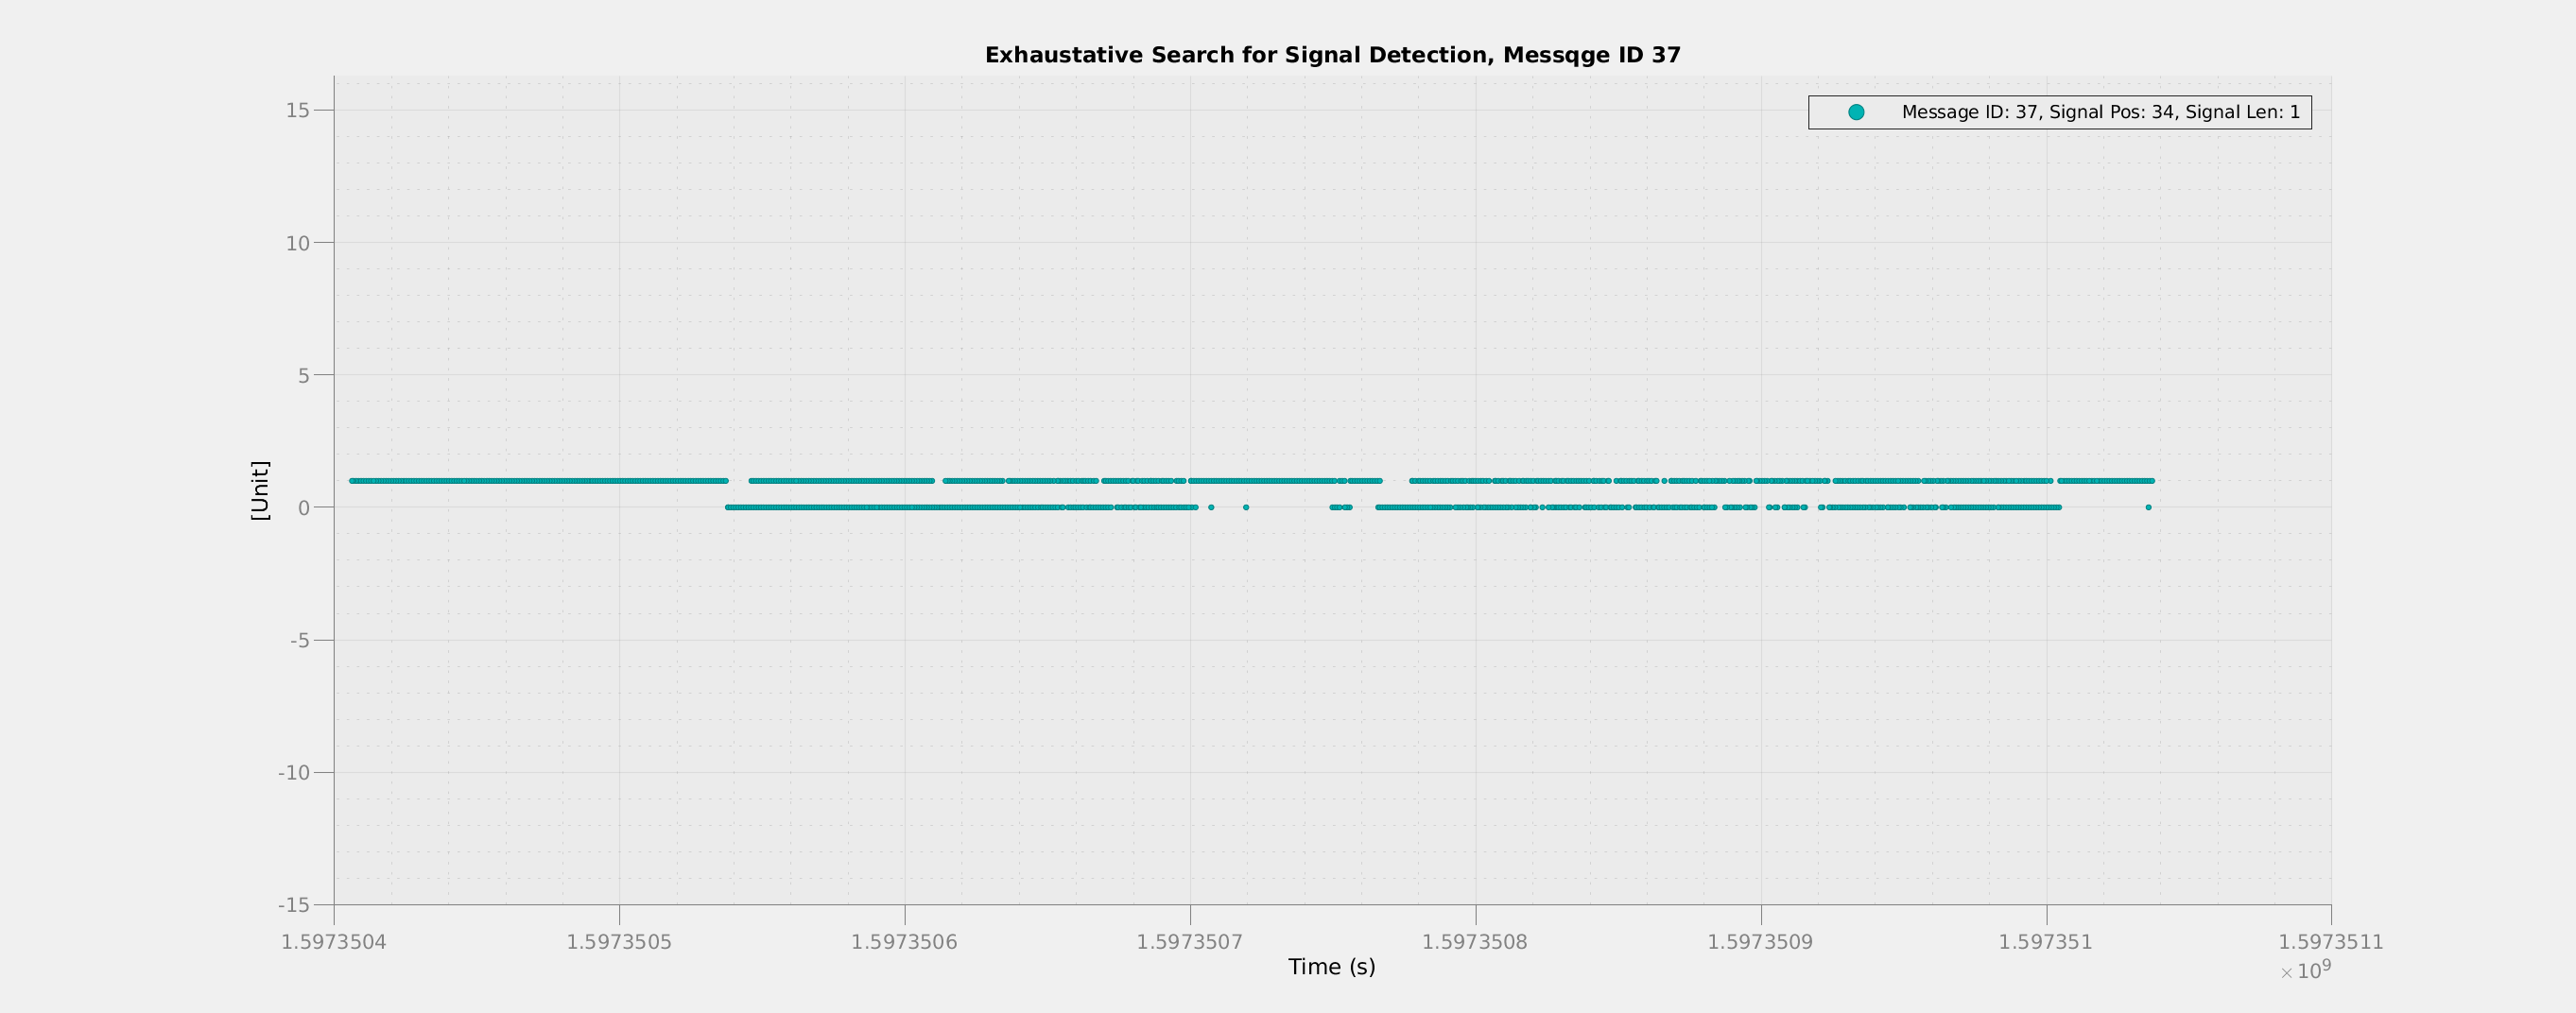 Exhaustative Search for Signal Detection, Messqge ID 37
Message ID: 37, Signal Pos: 34, Signal Len: 1
15
10
5
0
-5
-10
-15
[Unit]
1.5973504 1.5973505 1.5973506 1.5973507 1.5973508 1.5973509 1.597351 1.5973511
Time (s)
× 10⁹